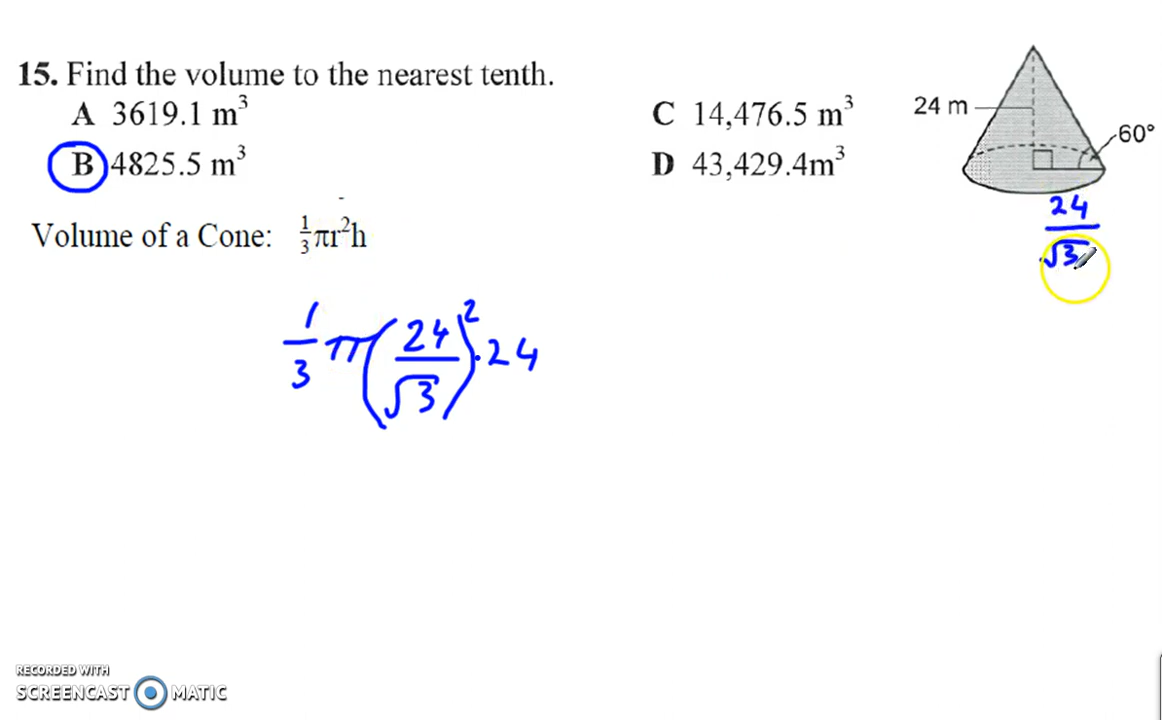 15. Find the volume to the nearest tenth.
A 3619.1 m³
C 14,476.5 m³
24 m
60°
B 4825.5 m³
D 43,429.4m³
24/√3
Volume of a Cone: ⅓πr²h
1/3 π(24/√3)²·24
RECORDED WITH
SCREENCAST MATIC